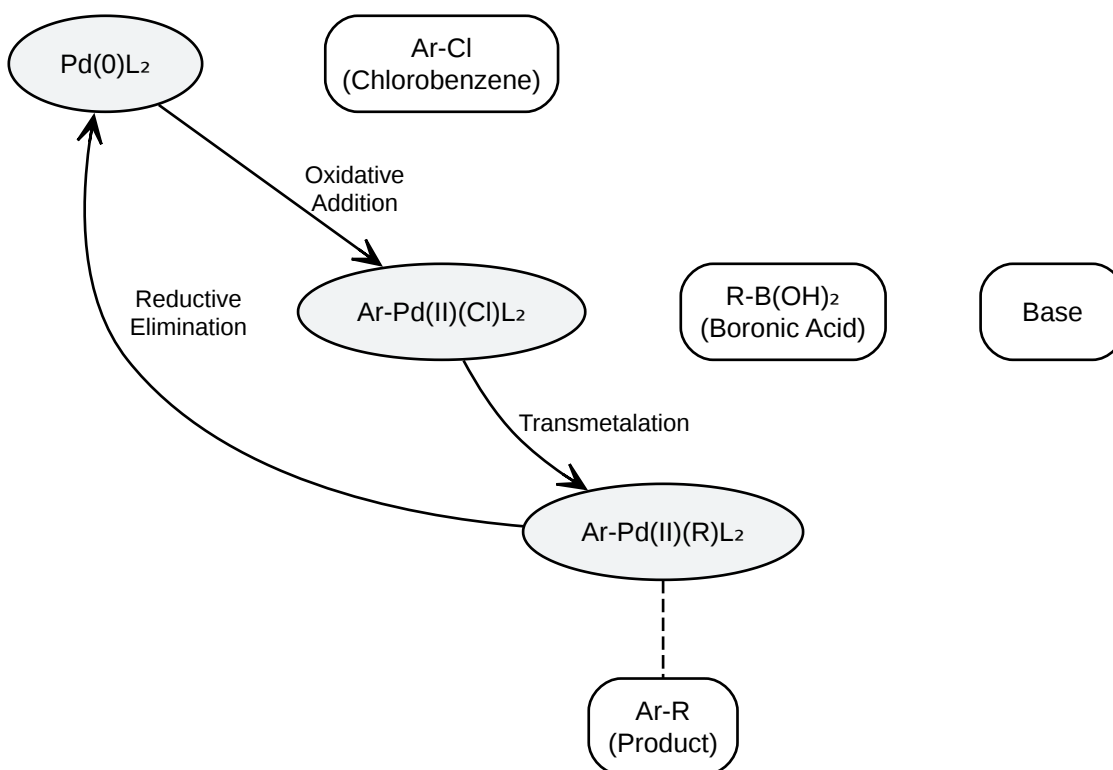 Pd(0)L₂
Ar-Cl
(Chlorobenzene)
Oxidative
Addition
Reductive
Elimination
Ar-Pd(II)(Cl)L₂
R-B(OH)₂
(Boronic Acid)
Base
Transmetalation
Ar-Pd(II)(R)L₂
Ar-R
(Product)